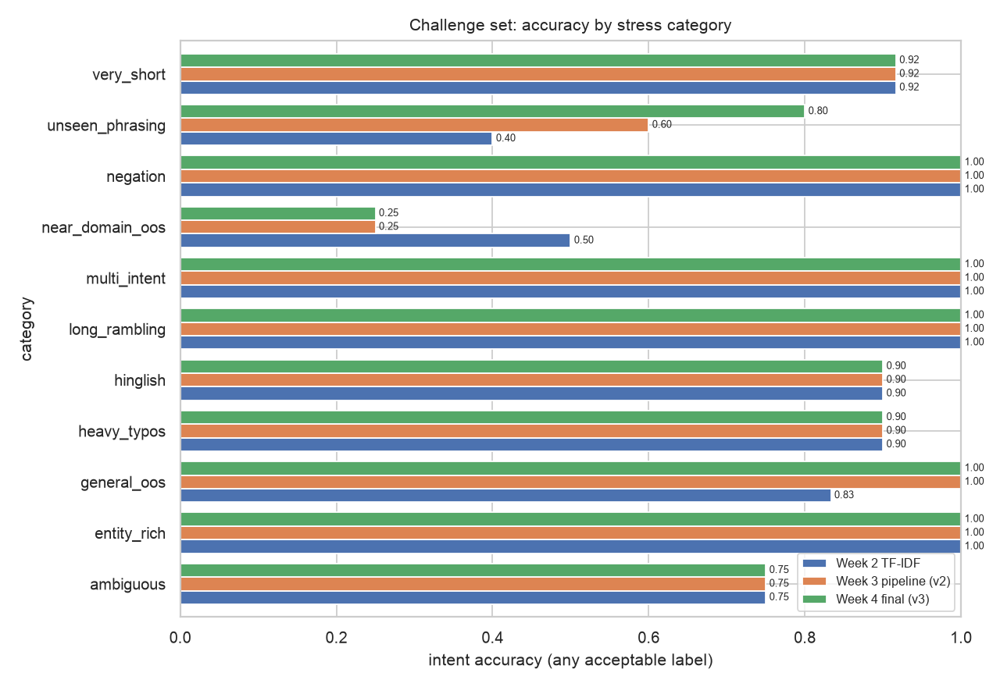 Challenge set: accuracy by stress category
category
very_short
0.92
0.92
0.92
unseen_phrasing
0.80
0.60
0.40
negation
1.00
1.00
1.00
near_domain_oos
0.25
0.25
0.50
multi_intent
1.00
1.00
1.00
long_rambling
1.00
1.00
1.00
hinglish
0.90
0.90
0.90
heavy_typos
0.90
0.90
0.90
general_oos
1.00
1.00
0.83
entity_rich
1.00
1.00
1.00
ambiguous
0.75
0.75
0.75
Week 2 TF-IDF
Week 3 pipeline (v2)
Week 4 final (v3)
0.0 0.2 0.4 0.6 0.8 1.0
intent accuracy (any acceptable label)